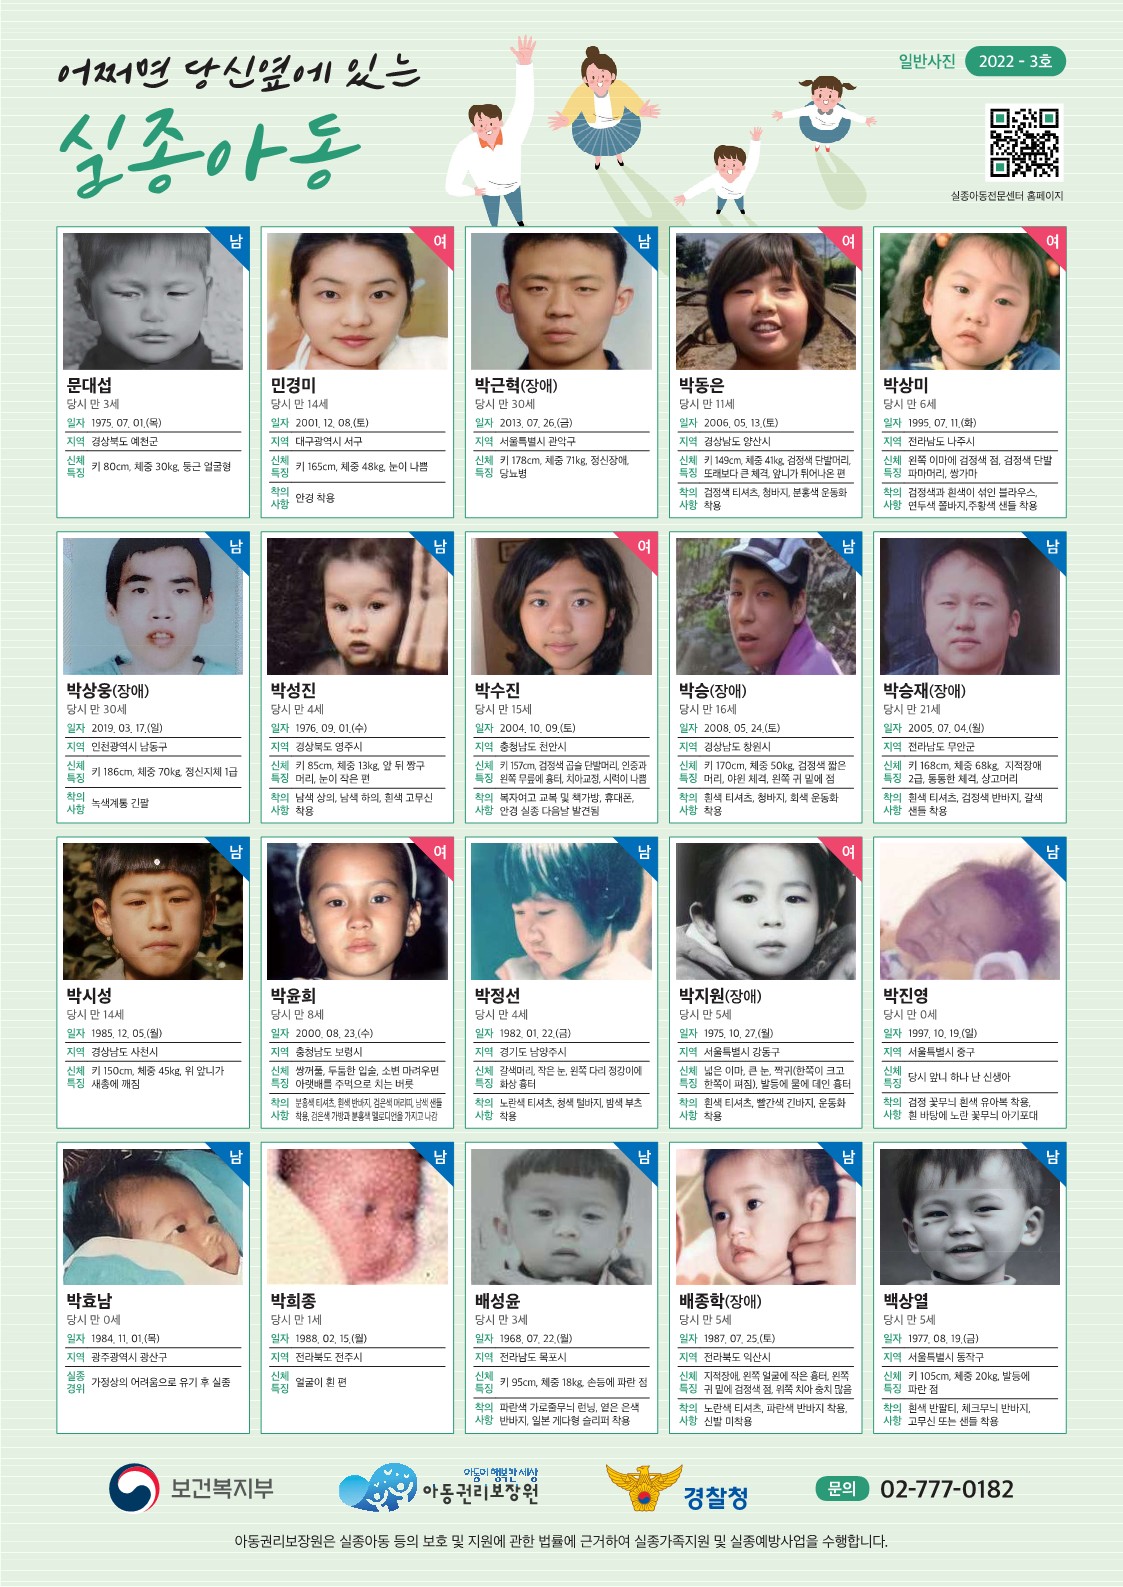 어쩌면 당신옆에 있는
실종아동
일반사진 2022 - 3호
실종아동전문센터 홈페이지
남
문대섭
당시 만 3세
일자 1975. 07. 01.(목)
지역 경상북도 예천군
신체특징 키 80cm, 체중 30kg, 둥근 얼굴형
여
민경미
당시 만 14세
일자 2001. 12. 08.(토)
지역 대구광역시 서구
신체특징 키 165cm, 체중 48kg, 눈이 나쁨
착의사항 안경 착용
남
박근혁(장애)
당시 만 30세
일자 2013. 07. 26.(금)
지역 서울특별시 관악구
신체특징 키 178cm, 체중 71kg, 정신장애,
당뇨병
여
박동은
당시 만 11세
일자 2006. 05. 13.(토)
지역 경상남도 양산시
신체특징 키 149cm, 체중 41kg, 검정색 단발머리,
또래보다 큰 체격, 앞니가 튀어나온 편
착의사항 검정색 티셔츠, 청바지, 분홍색 운동화
착용
여
박상미
당시 만 6세
일자 1995. 07. 11.(화)
지역 전라남도 나주시
신체특징 왼쪽 이마에 검정색 점, 검정색 단발
파마머리, 쌍가마
착의사항 검정색과 흰색이 섞인 블라우스,
연두색 쫄바지,주황색 샌들 착용
남
박상웅(장애)
당시 만 30세
일자 2019. 03. 17.(일)
지역 인천광역시 남동구
신체특징 키 186cm, 체중 70kg, 정신지체 1급
착의사항 녹색계통 긴팔
남
박성진
당시 만 4세
일자 1976. 09. 01.(수)
지역 경상북도 영주시
신체특징 키 85cm, 체중 13kg, 앞 뒤 짱구
머리, 눈이 작은 편
착의사항 남색 상의, 남색 하의, 흰색 고무신
착용
여
박수진
당시 만 15세
일자 2004. 10. 09.(토)
지역 충청남도 천안시
신체특징 키 157cm, 검정색 곱슬 단발머리, 인중과
왼쪽 무릎에 흉터, 치아교정, 시력이 나쁨
착의사항 복자여고 교복 및 책가방, 휴대폰,
안경 실종 다음날 발견됨
남
박승(장애)
당시 만 16세
일자 2008. 05. 24.(토)
지역 경상남도 창원시
신체특징 키 170cm, 체중 50kg, 검정색 짧은
머리, 야윈 체격, 왼쪽 귀 밑에 점
착의사항 흰색 티셔츠, 청바지, 회색 운동화
착용
남
박승재(장애)
당시 만 21세
일자 2005. 07. 04.(월)
지역 전라남도 무안군
신체특징 키 168cm, 체중 68kg, 지적장애
2급, 통통한 체격, 상고머리
착의사항 흰색 티셔츠, 검정색 반바지, 갈색
샌들 착용
남
박시성
당시 만 14세
일자 1985. 12. 05.(월)
지역 경상남도 사천시
신체특징 키 150cm, 체중 45kg, 위 앞니가
새총에 깨짐
여
박윤희
당시 만 8세
일자 2000. 08. 23.(수)
지역 충청남도 보령시
신체특징 쌍꺼풀, 두툼한 입술, 소변 마려우면
아랫배를 주먹으로 치는 버릇
착의사항 분홍색 티셔츠, 흰색 반바지, 검은색 머리띠, 남색 샌들
착용, 검은색 가방과 분홍색 멜로디언을 가지고 나감
남
박정선
당시 만 4세
일자 1982. 01. 22.(금)
지역 경기도 남양주시
신체특징 갈색머리, 작은 눈, 왼쪽 다리 정강이에
화상 흉터
착의사항 노란색 티셔츠, 청색 털바지, 밤색 부츠
착용
여
박지원(장애)
당시 만 5세
일자 1975. 10. 27.(월)
지역 서울특별시 강동구
신체특징 넓은 이마, 큰 눈, 짝귀(한쪽이 크고
한쪽이 퍼짐), 발등에 물에 데인 흉터
착의사항 흰색 티셔츠, 빨간색 긴바지, 운동화
착용
남
박진영
당시 만 0세
일자 1997. 10. 19.(일)
지역 서울특별시 중구
신체특징 당시 앞니 하나 난 신생아
착의사항 검정 꽃무늬 흰색 유아복 착용,
흰 바탕에 노란 꽃무늬 아기포대
남
박효남
당시 만 0세
일자 1984. 11. 01.(목)
지역 광주광역시 광산구
실종경위 가정상의 어려움으로 유기 후 실종
남
박희종
당시 만 1세
일자 1988. 02. 15.(월)
지역 전라북도 전주시
신체특징 얼굴이 흰 편
남
배성윤
당시 만 3세
일자 1968. 07. 22.(월)
지역 전라남도 목포시
신체특징 키 95cm, 체중 18kg, 손등에 파란 점
착의사항 파란색 가로줄무늬 런닝, 옅은 은색
반바지, 일본 게다형 슬리퍼 착용
남
배종학(장애)
당시 만 5세
일자 1987. 07. 25.(토)
지역 전라북도 익산시
신체특징 지적장애, 왼쪽 얼굴에 작은 흉터, 왼쪽
귀 밑에 검정색 점, 위쪽 치아 충치 많음
착의사항 노란색 티셔츠, 파란색 반바지 착용,
신발 미착용
남
백상열
당시 만 5세
일자 1977. 08. 19.(금)
지역 서울특별시 동작구
신체특징 키 105cm, 체중 20kg, 발등에
파란 점
착의사항 흰색 반팔티, 체크무늬 반바지,
고무신 또는 샌들 착용
보건복지부
아동이 행복한 세상
아동권리보장원
경찰청
문의 02-777-0182
아동권리보장원은 실종아동 등의 보호 및 지원에 관한 법률에 근거하여 실종가족지원 및 실종예방사업을 수행합니다.